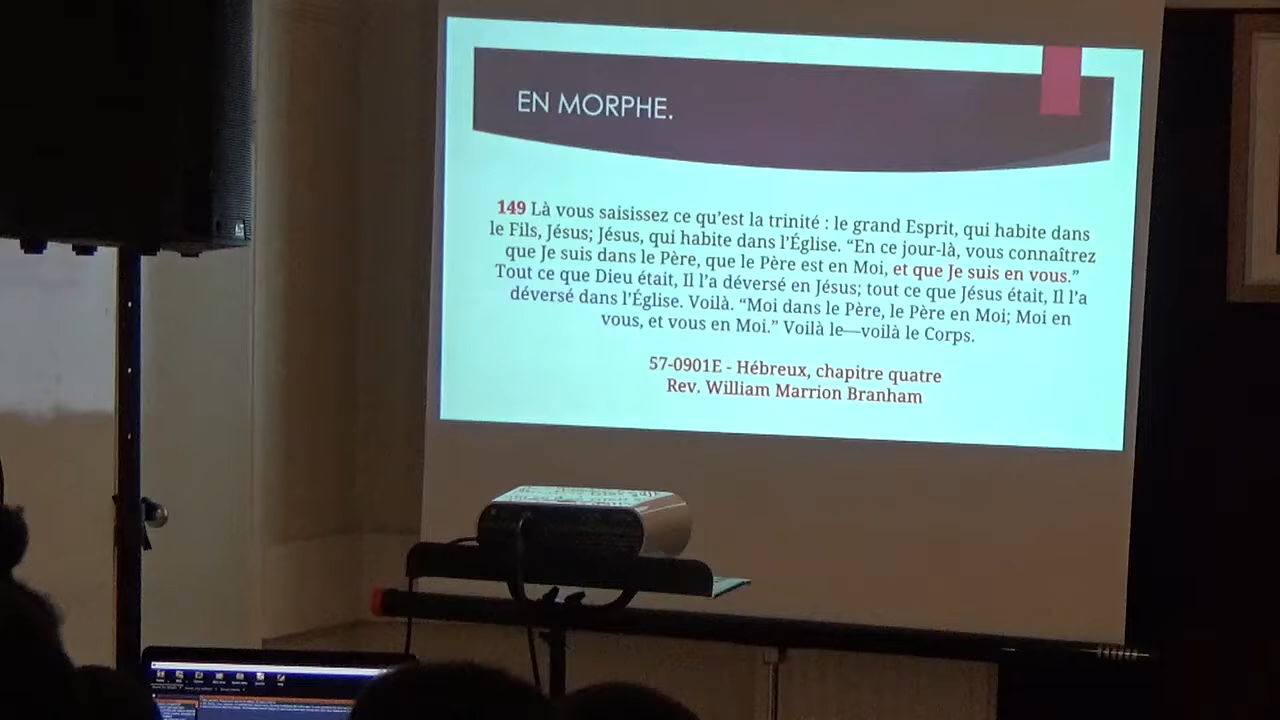 EN MORPHE.
149 Là vous saisissez ce qu’est la trinité : le grand Esprit, qui habite dans
le Fils, Jésus; Jésus, qui habite dans l’Église. “En ce jour-là, vous connaîtrez
que Je suis dans le Père, que le Père est en Moi, et que Je suis en vous.”
Tout ce que Dieu était, Il l’a déversé en Jésus; tout ce que Jésus était, Il l’a
déversé dans l’Église. Voilà. “Moi dans le Père, le Père en Moi; Moi en
vous, et vous en Moi.” Voilà le—voilà le Corps.
57-0901E - Hébreux, chapitre quatre
Rev. William Marrion Branham